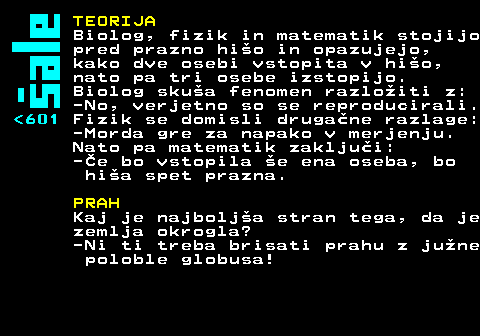 šale
<601
TEORIJA
Biolog, fizik in matematik stojijo
pred prazno hišo in opazujejo,
kako dve osebi vstopita v hišo,
nato pa tri osebe izstopijo.
Biolog skuša fenomen razložiti z:
-No, verjetno so se reproducirali.
Fizik se domisli drugačne razlage:
-Morda gre za napako v merjenju.
Nato pa matematik zaključi:
-Če bo vstopila še ena oseba, bo
hiša spet prazna.
PRAH
Kaj je najboljša stran tega, da je
zemlja okrogla?
-Ni ti treba brisati prahu z južne
poloble globusa!